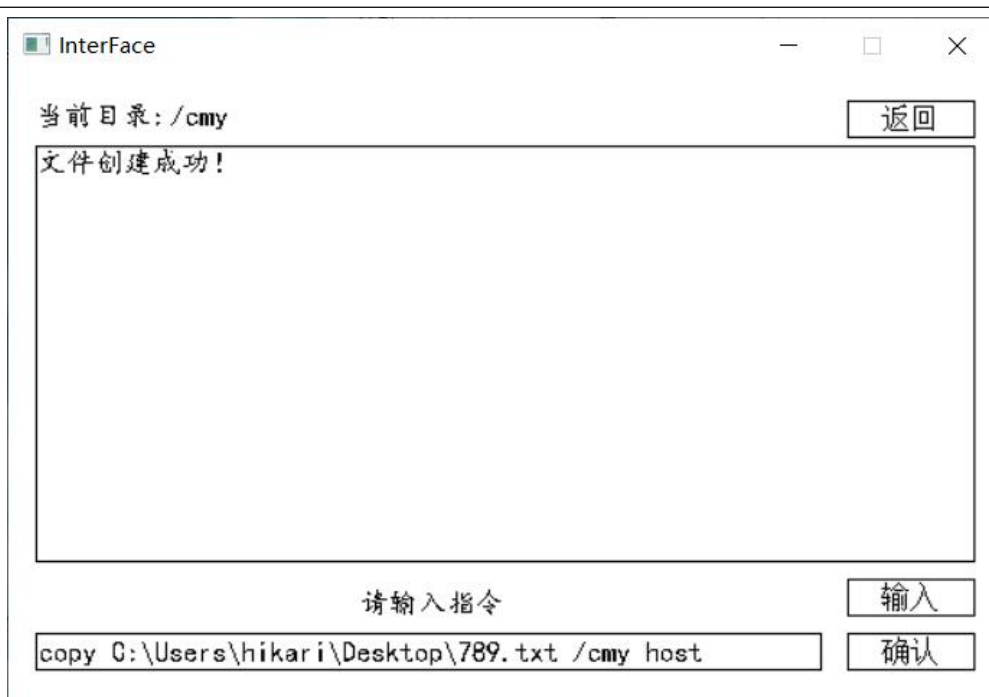 InterFace
当前目录:/cmy
返回
文件创建成功!
请输入指令
输入
copy C:\Users\hikari\Desktop\789.txt /cmy host
确认